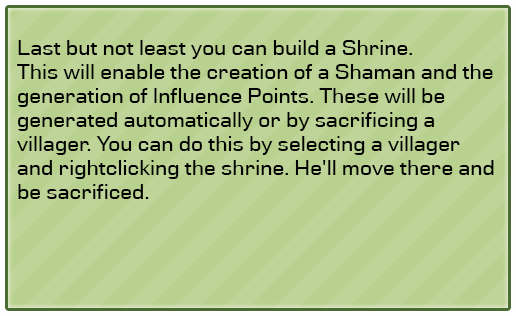 Last but not least you can build a Shrine.
This will enable the creation of a Shaman and the
generation of Influence Points. These will be
generated automatically or by sacrificing a
villager. You can do this by selecting a villager
and rightclicking the shrine. He'll move there and
be sacrificed.